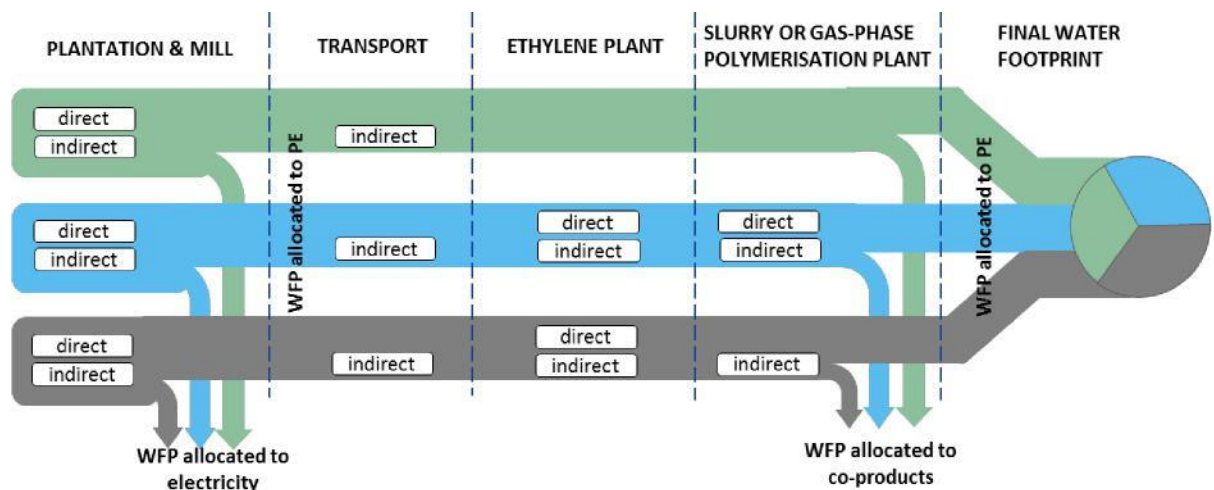 PLANTATION & MILL
TRANSPORT
ETHYLENE PLANT
SLURRY OR GAS-PHASE
POLYMERISATION PLANT
FINAL WATER
FOOTPRINT
direct
indirect
indirect
WFP allocated to PE
WFP allocated to PE
direct
indirect
indirect
direct
indirect
direct
indirect
direct
indirect
indirect
direct
indirect
indirect
WFP allocated to
electricity
WFP allocated to
co-products